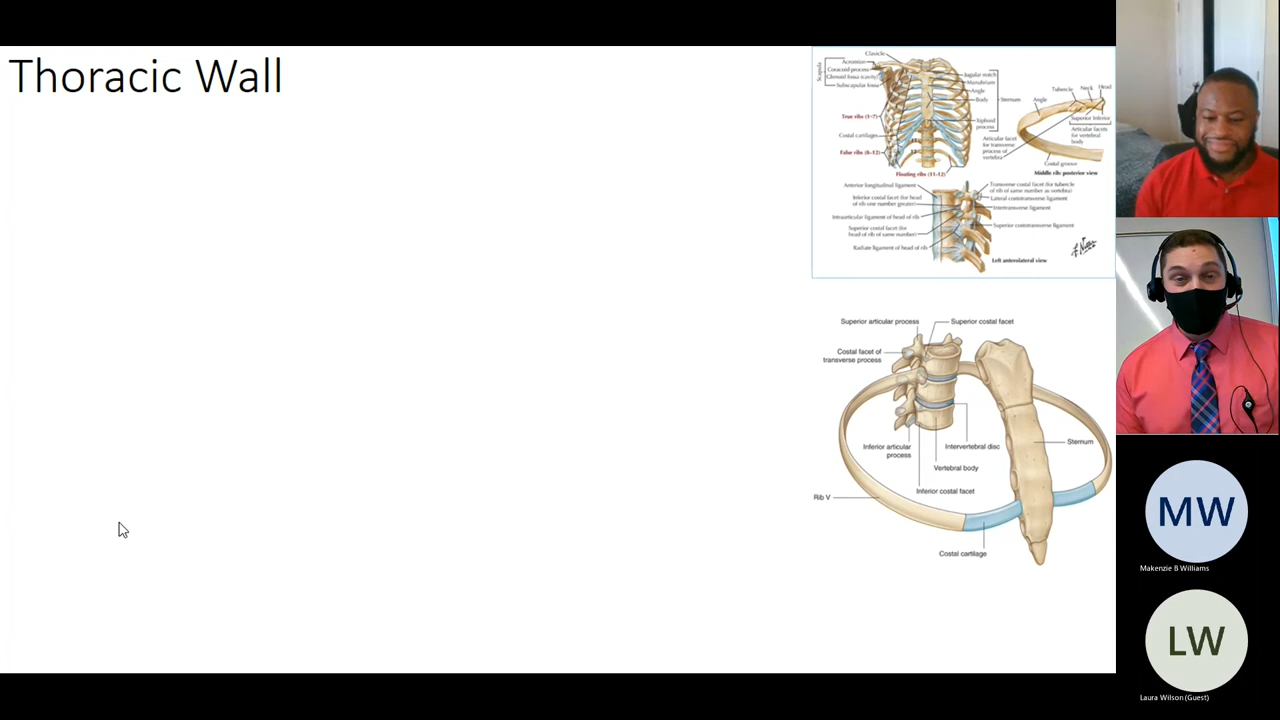 Thoracic Wall
Clavicle
Acromion
Coracoid process
Glenoid fossa (cavity)
Subscapular fossa
Scapula
Jugular notch
Manubrium
Angle
Body
Sternum
Xiphoid
process
True ribs (1–7)
Costal cartilages
False ribs (8–12)
Floating ribs (11–12)
Tubercle
Neck
Head
Angle
Superior
Inferior
Articular facets
for vertebral
body
Articular facet
for transverse
process of
vertebra
Costal groove
Middle rib: posterior view
Anterior longitudinal ligament
Inferior costal facet (for head
of rib one number greater)
Intraarticular ligament of head of rib
Superior costal facet (for
head of rib of same number)
Radiate ligament of head of rib
Transverse costal facet (for tubercle
of rib of same number as vertebra)
Lateral costotransverse ligament
Intertransverse ligament
Superior costotransverse ligament
Left anterolateral view
Superior articular process
Superior costal facet
Costal facet of
transverse process
Inferior articular
process
Intervertebral disc
Vertebral body
Inferior costal facet
Sternum
Rib V
Costal cartilage
MW
Makenzie B Williams
LW
Laura Wilson (Guest)